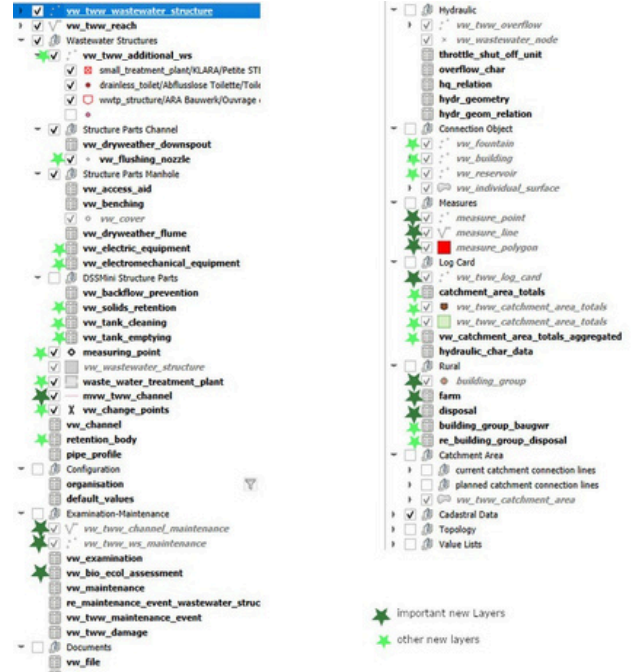 vw_tww_wastewater_structure
vw_tww_reach
Wastewater Structures
vw_tww_additional_ws
small_treatment_plant/KLARA/Petite STE
drainless_toilet/Abflusslose Toilette/Toile
wwtp_structure/ARA Bauwerk/Ouvrage
Structure Parts Channel
vw_dryweather_downspout
vw_flushing_nozzle
Structure Parts Manhole
vw_access_aid
vw_benching
vw_cover
vw_dryweather_flume
vw_electric_equipment
vw_electromechanical_equipment
DSSMini Structure Parts
vw_backflow_prevention
vw_solids_retention
vw_tank_cleaning
vw_tank_emptying
measuring_point
vw_wastewater_structure
waste_water_treatment_plant
mvw_tww_channel
vw_change_points
vw_channel
retention_body
pipe_profile
Configuration
organisation
default_values
Examination-Maintenance
vw_tww_channel_maintenance
vw_tww_ws_maintenance
vw_examination
vw_bio_ecol_assessment
vw_maintenance
re_maintenance_event_wastewater_struc
vw_tww_maintenance_event
vw_tww_damage
Documents
vw_file
Hydraulic
vw_tww_overflow
vw_wastewater_node
throttle_shut_off_unit
overflow_char
hq_relation
hydr_geometry
hydr_geom_relation
Connection Object
vw_fountain
vw_building
vw_reservoir
vw_individual_surface
Measures
measure_point
measure_line
measure_polygon
Log Card
vw_tww_log_card
catchment_area_totals
vw_tww_catchment_area_totals
vw_tww_catchment_area_totals
vw_catchment_area_totals_aggregated
hydraulic_char_data
Rural
building_group
farm
disposal
building_group_baugwr
re_building_group_disposal
Catchment Area
current catchment connection lines
planned catchment connection lines
vw_tww_catchment_area
Cadastral Data
Topology
Value Lists
important new Layers
other new layers